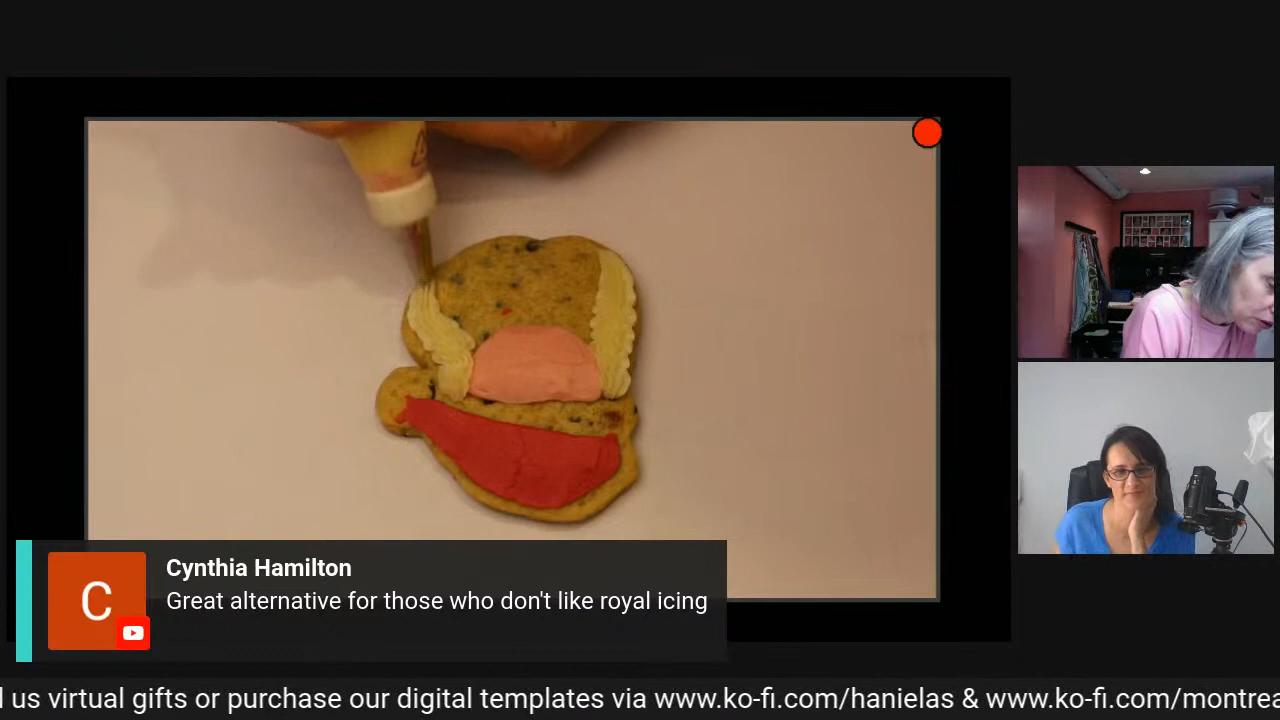 C
Cynthia Hamilton
Great alternative for those who don't like royal icing
us virtual gifts or purchase our digital templates via www.ko-fi.com/hanielas & www.ko-fi.com/montrea